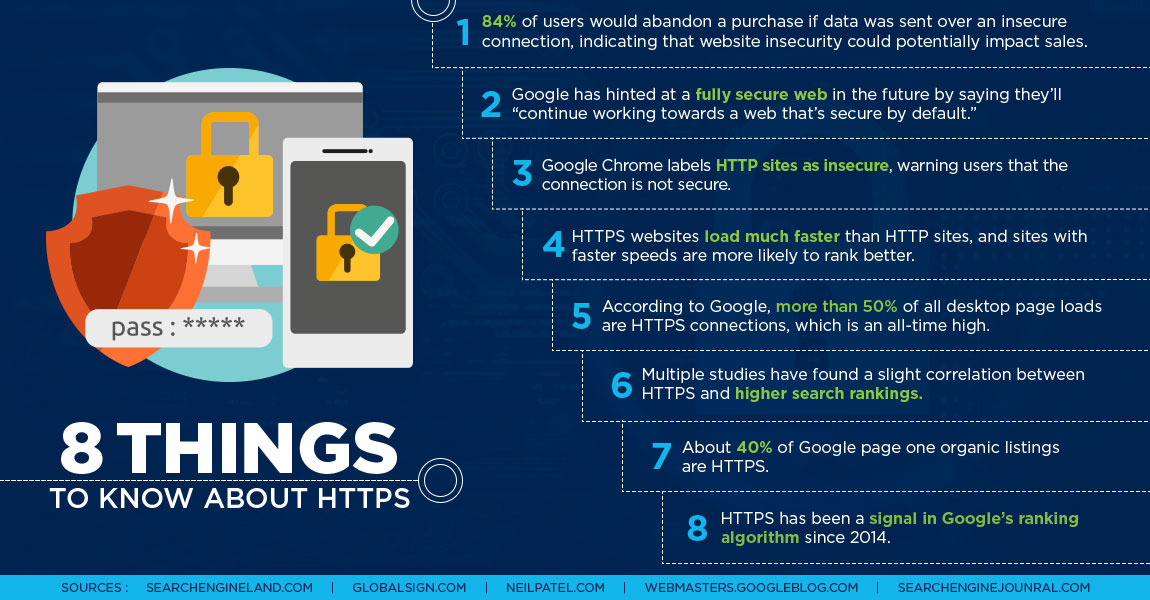 1 84% of users would abandon a purchase if data was sent over an insecure
connection, indicating that website insecurity could potentially impact sales.
2 Google has hinted at a fully secure web in the future by saying they’ll
“continue working towards a web that’s secure by default.”
3 Google Chrome labels HTTP sites as insecure, warning users that the
connection is not secure.
4 HTTPS websites load much faster than HTTP sites, and sites with
faster speeds are more likely to rank better.
5 According to Google, more than 50% of all desktop page loads
are HTTPS connections, which is an all-time high.
6 Multiple studies have found a slight correlation between
HTTPS and higher search rankings.
7 About 40% of Google page one organic listings
are HTTPS.
8 HTTPS has been a signal in Google’s ranking
algorithm since 2014.
pass : *****
8 THINGS
TO KNOW ABOUT HTTPS
SOURCES : SEARCHENGINELAND.COM | GLOBALSIGN.COM | NEILPATEL.COM | WEBMASTERS.GOOGLEBLOG.COM | SEARCHENGINEJOUNRAL.COM